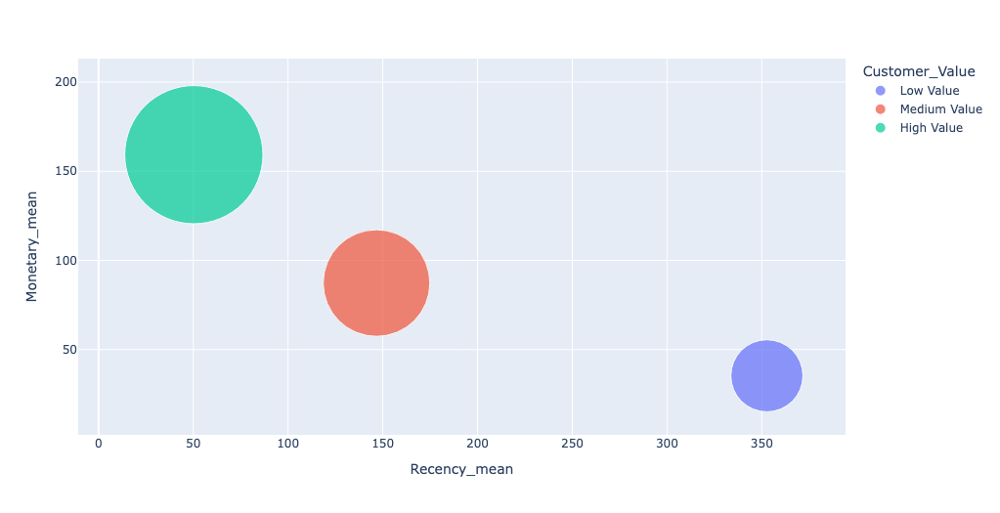 Customer_Value
Low Value
Medium Value
High Value
Monetary_mean
200
150
100
50
0 50 100 150 200 250 300 350
Recency_mean